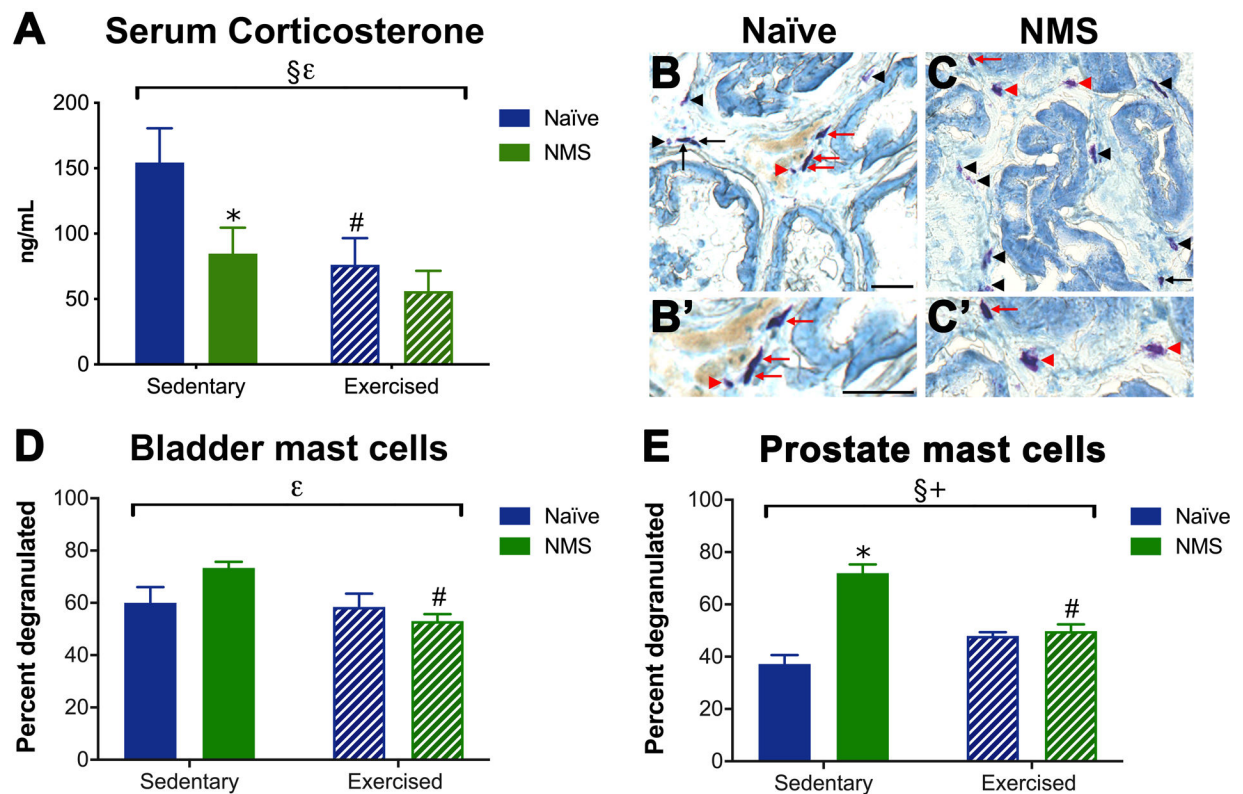 A Serum Corticosterone
§ε
200
150
100
50
0
ng/mL
*
#
Sedentary
Exercised
Naïve
NMS
Naïve
NMS
B
C
B'
C'
D Bladder mast cells
ε
100
80
60
40
20
0
Percent degranulated
#
Sedentary
Exercised
Naïve
NMS
E Prostate mast cells
§+
100
80
60
40
20
0
Percent degranulated
*
#
Sedentary
Exercised
Naïve
NMS